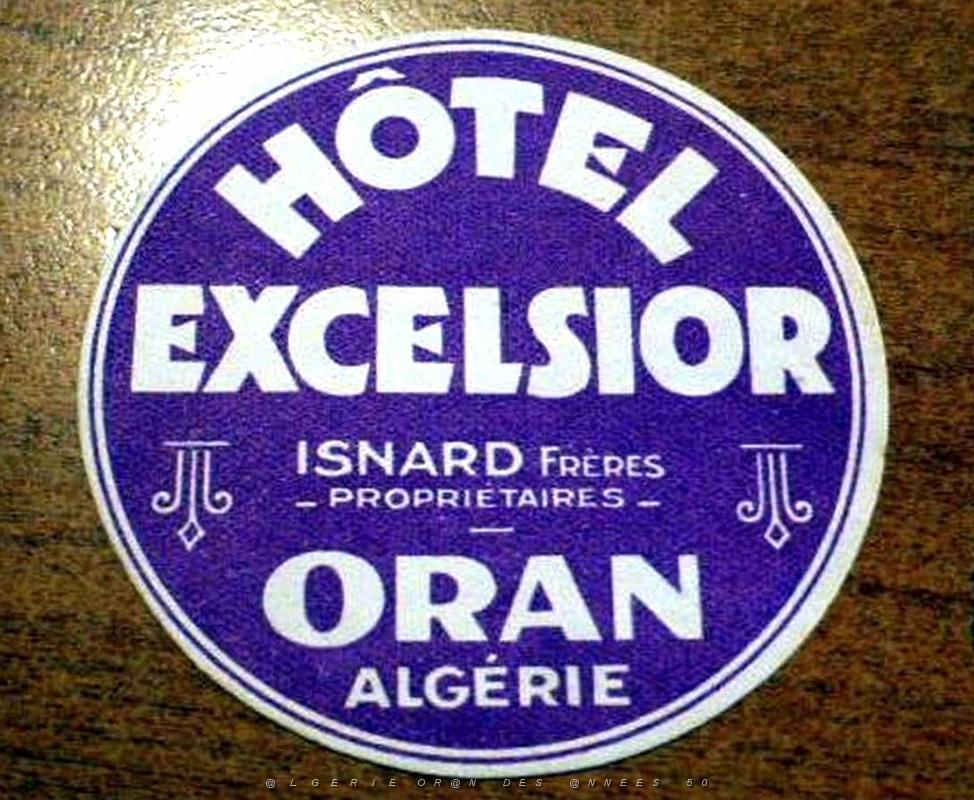 HÔTEL
EXCELSIOR
ISNARD FRÈRES
– PROPRIÉTAIRES –
ORAN
ALGÉRIE
@LGERIE OR@N DES @NNEES 50